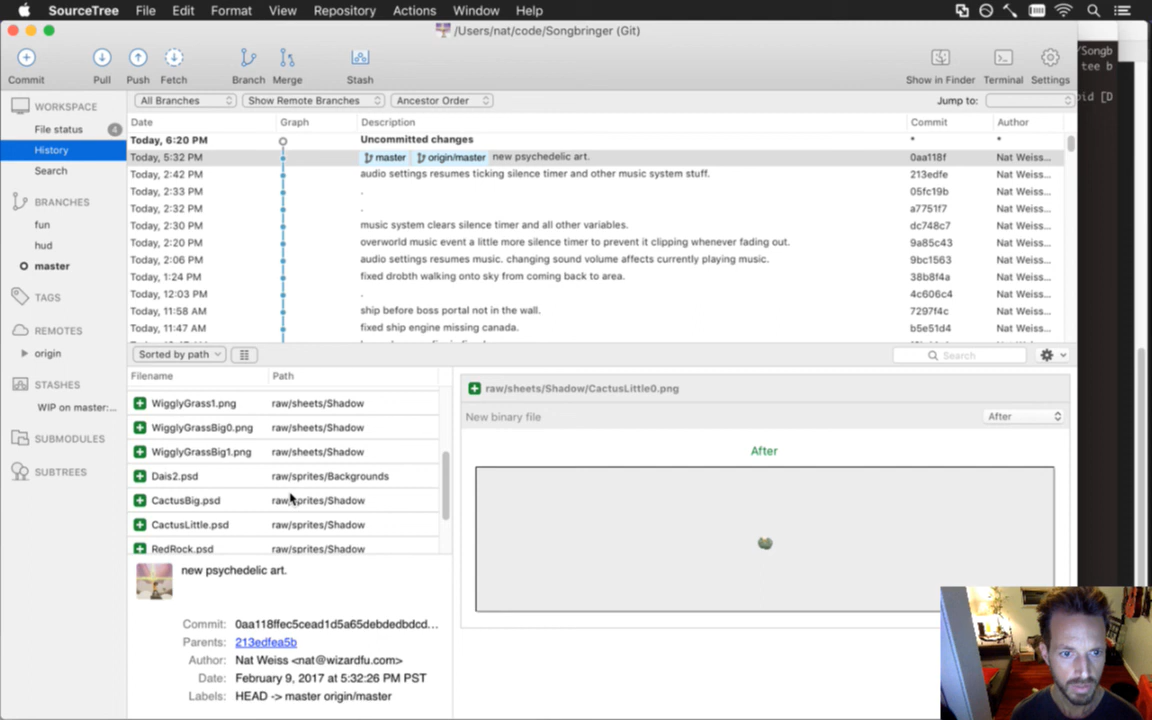 SourceTree File Edit Format View Repository Actions Window Help
/Users/nat/code/Songbringer (Git)
Commit Pull Push Fetch Branch Merge Stash Show in Finder Terminal Settings
WORKSPACE
File status 4
History
Search
BRANCHES
fun
hud
master
TAGS
REMOTES
origin
STASHES
WIP on master:...
SUBMODULES
SUBTREES
All Branches Show Remote Branches Ancestor Order Jump to:
Date Graph Description Commit Author
Today, 6:20 PM Uncommitted changes * *
Today, 5:32 PM master origin/master new psychedelic art. 0aa118f Nat Weiss...
Today, 2:42 PM audio settings resumes ticking silence timer and other music system stuff. 213edfe Nat Weiss...
Today, 2:33 PM . 05fc19b Nat Weiss...
Today, 2:32 PM . a7751f7 Nat Weiss...
Today, 2:30 PM music system clears silence timer and all other variables. dc748c7 Nat Weiss...
Today, 2:20 PM overworld music event a little more silence timer to prevent it clipping whenever fading out. 9a85c43 Nat Weiss...
Today, 2:06 PM audio settings resumes music. changing sound volume affects currently playing music. 9bc1563 Nat Weiss...
Today, 1:24 PM fixed drobth walking onto sky from coming back to area. 38b8f4a Nat Weiss...
Today, 12:03 PM . 4c606c4 Nat Weiss...
Today, 11:58 AM ship before boss portal not in the wall. 7297f4c Nat Weiss...
Today, 11:47 AM fixed ship engine missing canada. b5e51d4 Nat Weiss...
Sorted by path Search
Filename Path
WigglyGrass1.png raw/sheets/Shadow
WigglyGrassBig0.png raw/sheets/Shadow
WigglyGrassBig1.png raw/sheets/Shadow
Dais2.psd raw/sprites/Backgrounds
CactusBig.psd raw/sprites/Shadow
CactusLittle.psd raw/sprites/Shadow
RedRock.psd raw/sprites/Shadow
new psychedelic art.
Commit: 0aa118ffec5cead1d5a65debdedbdcd...
Parents: 213edfea5b
Author: Nat Weiss <nat@wizardfu.com>
Date: February 9, 2017 at 5:32:26 PM PST
Labels: HEAD -> master origin/master
raw/sheets/Shadow/CactusLittle0.png
New binary file After
After
/Songb
tee b
oid [D